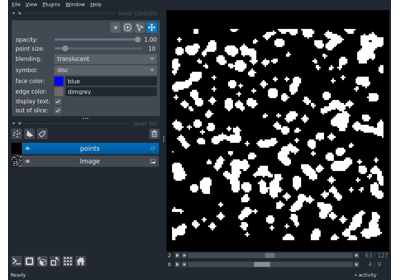 File View Plugins Window Help
layer controls
opacity: 1.00
point size: 10
blending: translucent
symbol: disc
face color: blue
edge color: dimgrey
display text:
out of slice:
layer list
points
Image
2 63 127
0 4 9
Ready
activity